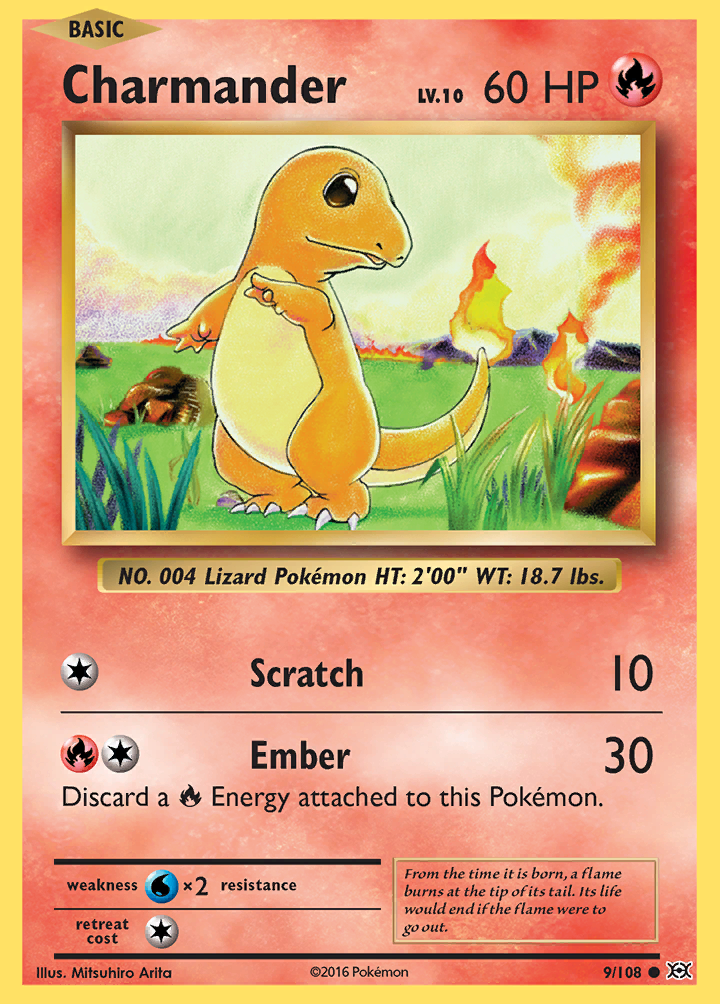 BASIC
Charmander LV.10 60 HP
NO. 004 Lizard Pokémon HT: 2'00" WT: 18.7 lbs.
Scratch 10
Ember 30
Discard a Energy attached to this Pokémon.
weakness ×2 resistance
retreat
cost
From the time it is born, a flame
burns at the tip of its tail. Its life
would end if the flame were to
go out.
Illus. Mitsuhiro Arita ©2016 Pokémon 9/108